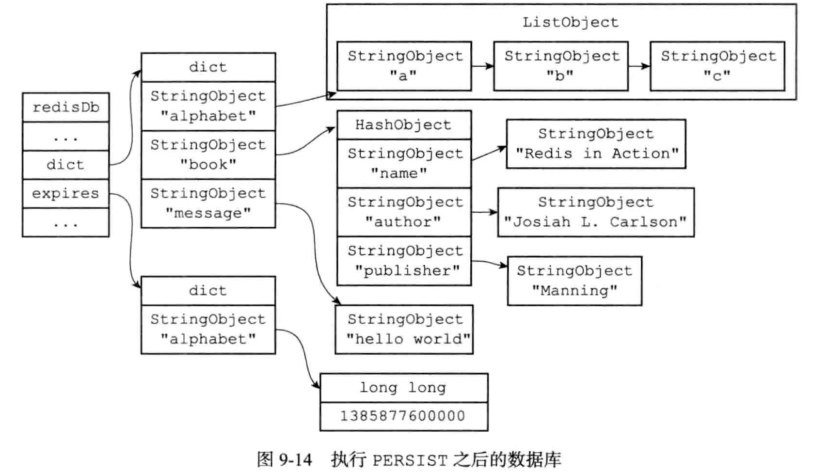 redisDb
...
dict
expires
...
dict
StringObject
"alphabet"
StringObject
"book"
StringObject
"message"
ListObject
StringObject
"a"
StringObject
"b"
StringObject
"c"
HashObject
StringObject
"name"
StringObject
"author"
StringObject
"publisher"
StringObject
"Redis in Action"
StringObject
"Josiah L. Carlson"
StringObject
"Manning"
StringObject
"hello world"
dict
StringObject
"alphabet"
long long
1385877600000
图 9-14 执行 PERSIST 之后的数据库